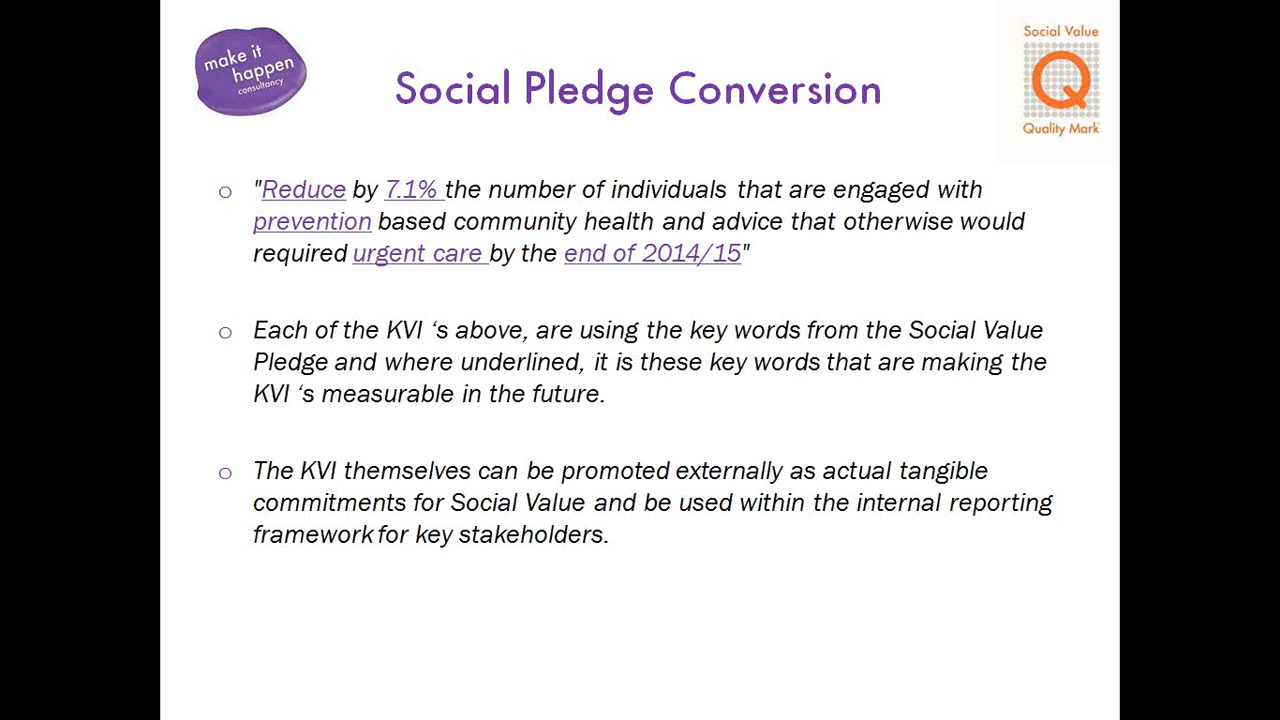 make it
happen
consultancy
Social Pledge Conversion
Social Value
Q
Quality Mark™
o "Reduce by 7.1% the number of individuals that are engaged with
prevention based community health and advice that otherwise would
required urgent care by the end of 2014/15"
o Each of the KVI ‘s above, are using the key words from the Social Value
Pledge and where underlined, it is these key words that are making the
KVI ‘s measurable in the future.
o The KVI themselves can be promoted externally as actual tangible
commitments for Social Value and be used within the internal reporting
framework for key stakeholders.